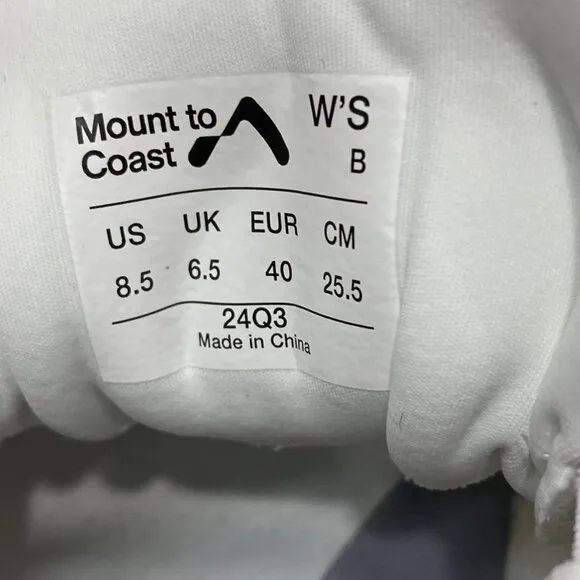 Mount to
Coast
W'S
B
US UK EUR CM
8.5 6.5 40 25.5
24Q3
Made in China